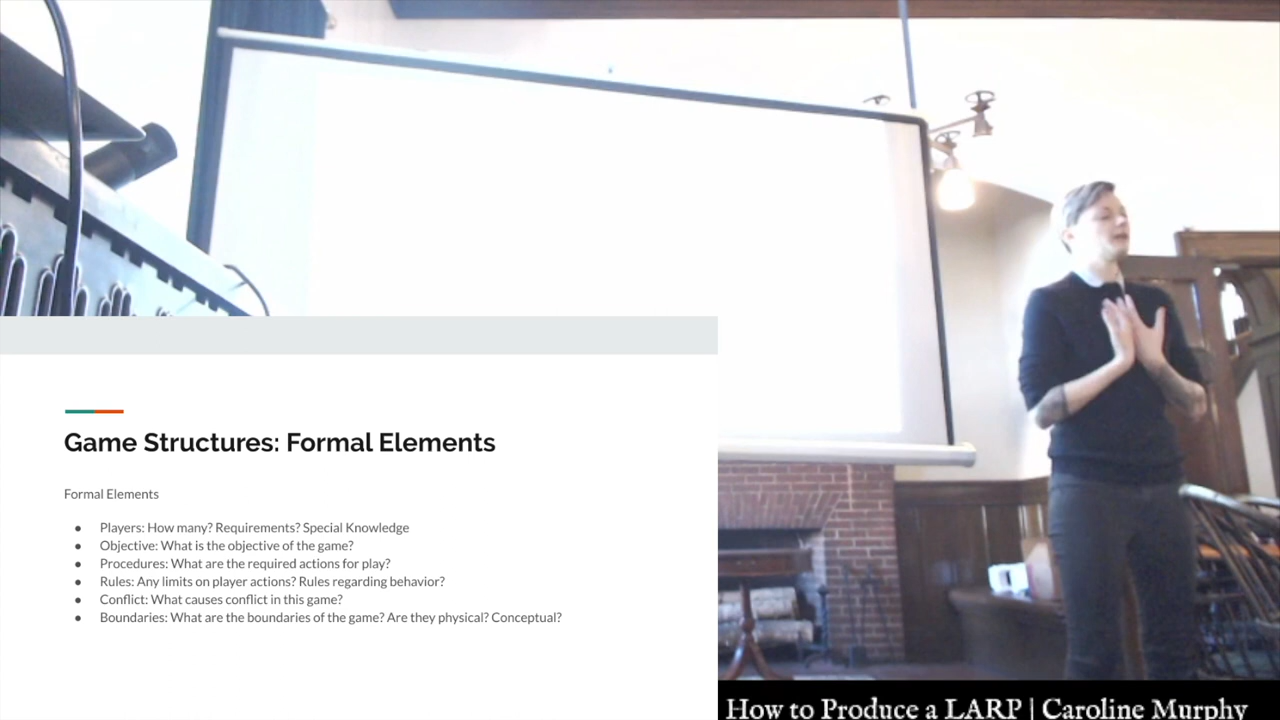 Game Structures: Formal Elements
Formal Elements
● Players: How many? Requirements? Special Knowledge
● Objective: What is the objective of the game?
● Procedures: What are the required actions for play?
● Rules: Any limits on player actions? Rules regarding behavior?
● Conflict: What causes conflict in this game?
● Boundaries: What are the boundaries of the game? Are they physical? Conceptual?
How to Produce a LARP | Caroline Murphy